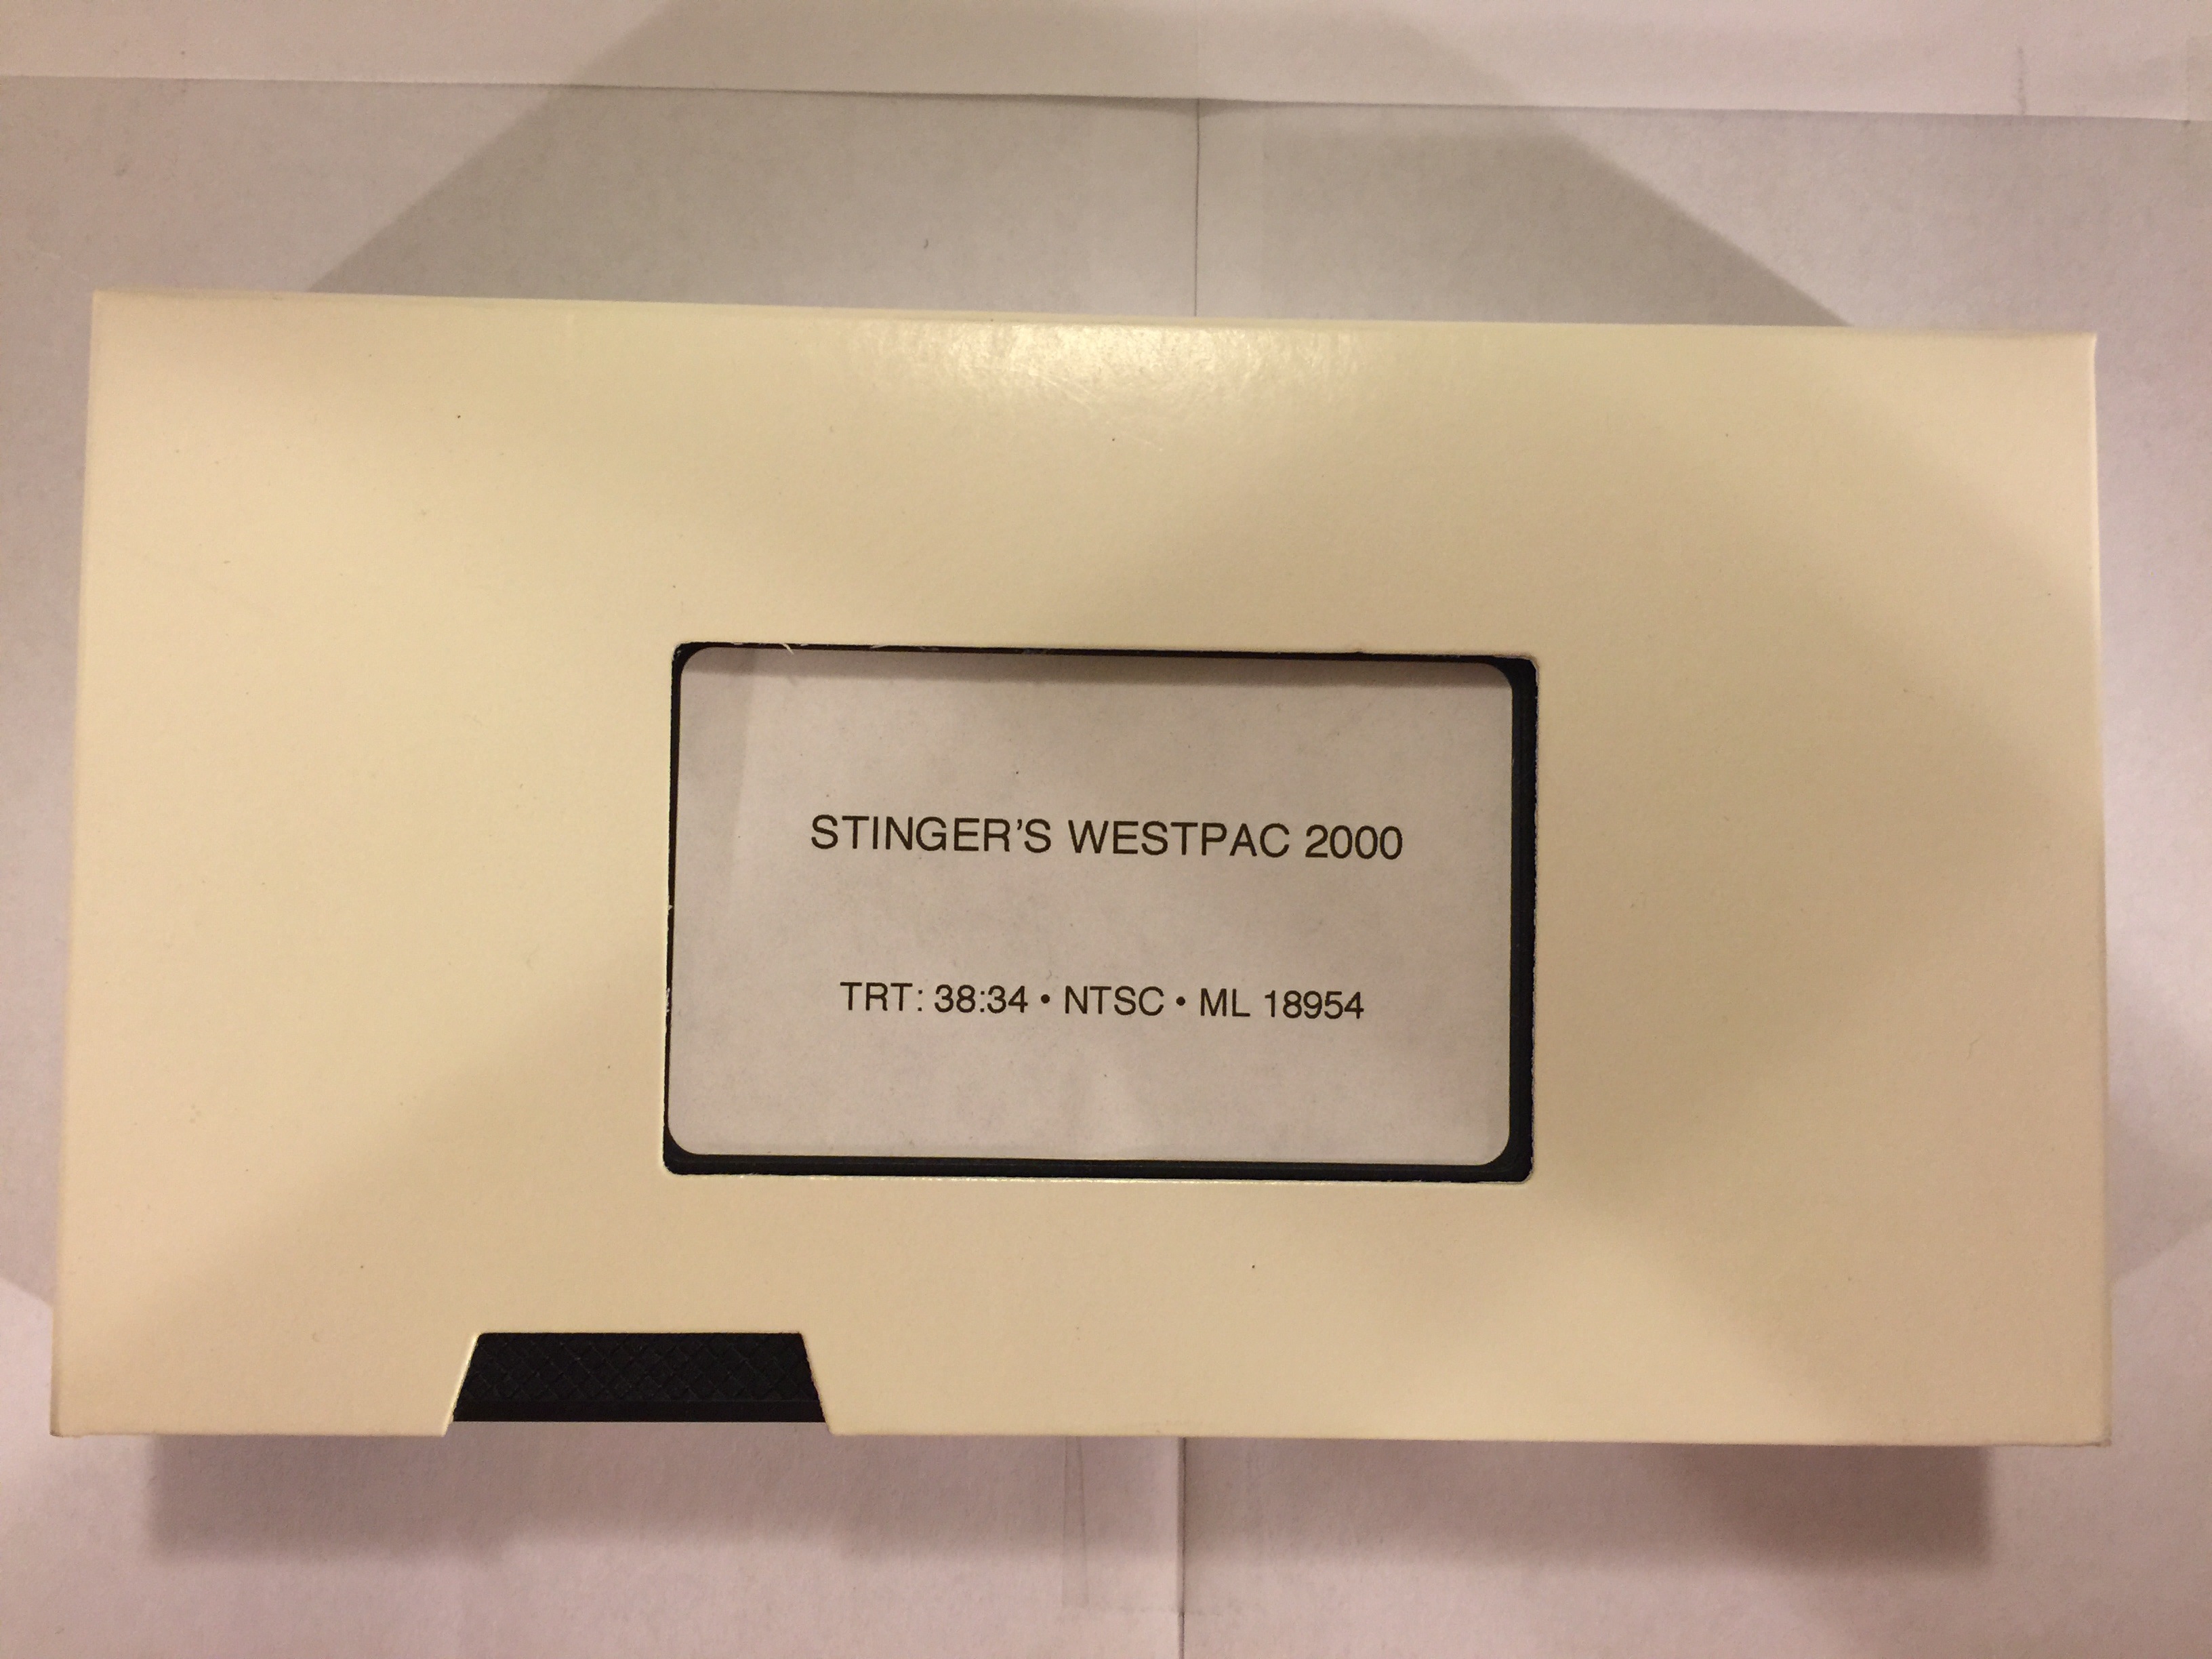 STINGER'S WESTPAC 2000
TRT: 38:34 • NTSC • ML 18954